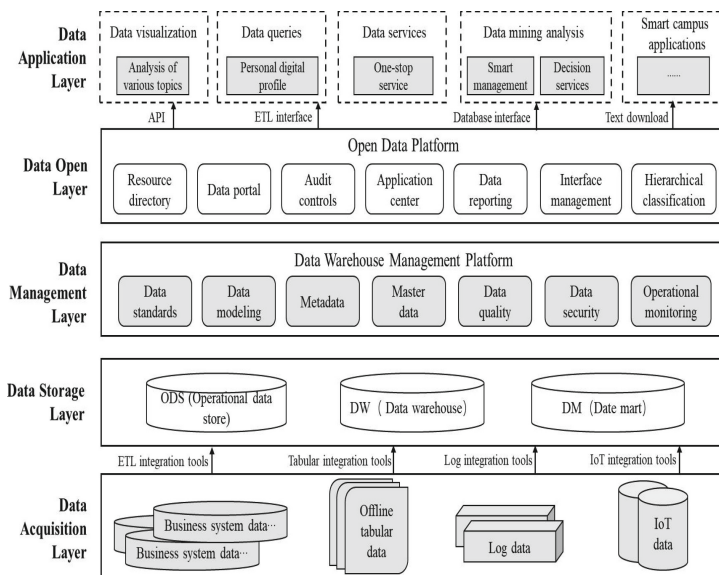 Data
Application
Layer
Data visualization
Analysis of
various topics
Data queries
Personal digital
profile
Data services
One-stop
service
Data mining analysis
Smart
management
Decision
services
Smart campus
applications
......
API
ETL interface
Database interface
Text download
Data Open
Layer
Open Data Platform
Resource
directory
Data portal
Audit
controls
Application
center
Data
reporting
Interface
management
Hierarchical
classification
Data
Management
Layer
Data Warehouse Management Platform
Data
standards
Data
modeling
Metadata
Master
data
Data
quality
Data
security
Operational
monitoring
Data Storage
Layer
ODS (Operational data
store)
DW（ Data warehouse）
DM（ Date mart）
ETL integration tools
Tabular integration tools
Log integration tools
IoT integration tools
Data
Acquisition
Layer
Business system data···
Business system data···
Offline
tabular
data
Log data
IoT
data